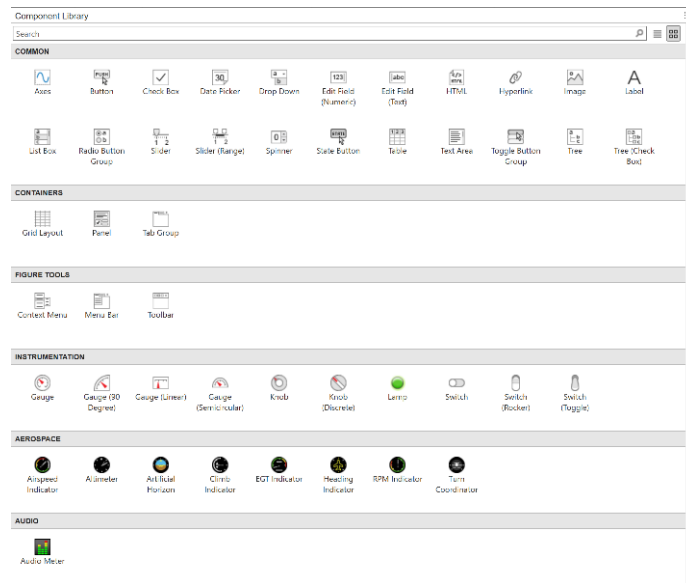 Component Library
Search
COMMON
Axes
Button
Check Box
Date Picker
Drop Down
Edit Field
(Numeric)
Edit Field
(Text)
HTML
Hyperlink
Image
Label
List Box
Radio Button
Group
Slider
Slider (Range)
Spinner
State Button
Table
Text Area
Toggle Button
Group
Tree
Tree (Check
Box)
CONTAINERS
Grid Layout
Panel
Tab Group
FIGURE TOOLS
Context Menu
Menu Bar
Toolbar
INSTRUMENTATION
Gauge
Gauge (90
Degree)
Gauge (Linear)
Gauge
(Semicircular)
Knob
Knob
(Discrete)
Lamp
Switch
Switch
(Rocker)
Switch
(Toggle)
AEROSPACE
Airspeed
Indicator
Altimeter
Artificial
Horizon
Climb
Indicator
EGT Indicator
Heading
Indicator
RPM Indicator
Turn
Coordinator
AUDIO
Audio Meter